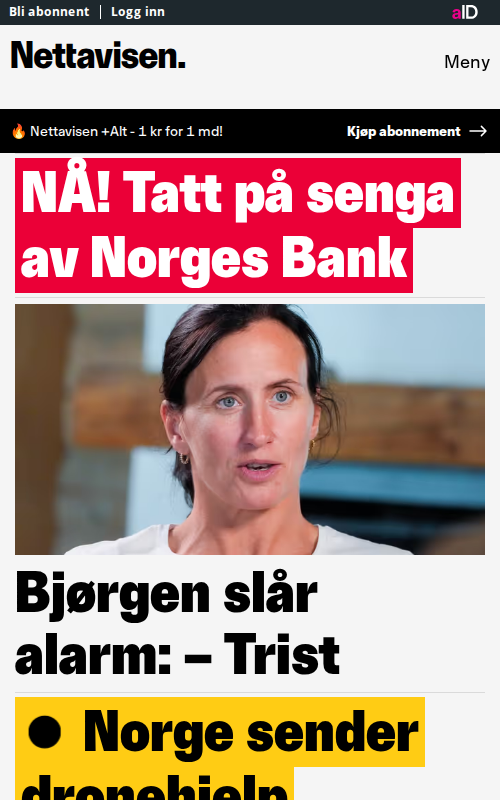 Bli abonnent
Logg inn
aID
Nettavisen.
Meny
🔥 Nettavisen +Alt - 1 kr for 1 md!
Kjøp abonnement →
NÅ! Tatt på senga
av Norges Bank
Bjørgen slår
alarm: – Trist
● Norge sender
dronehjelp